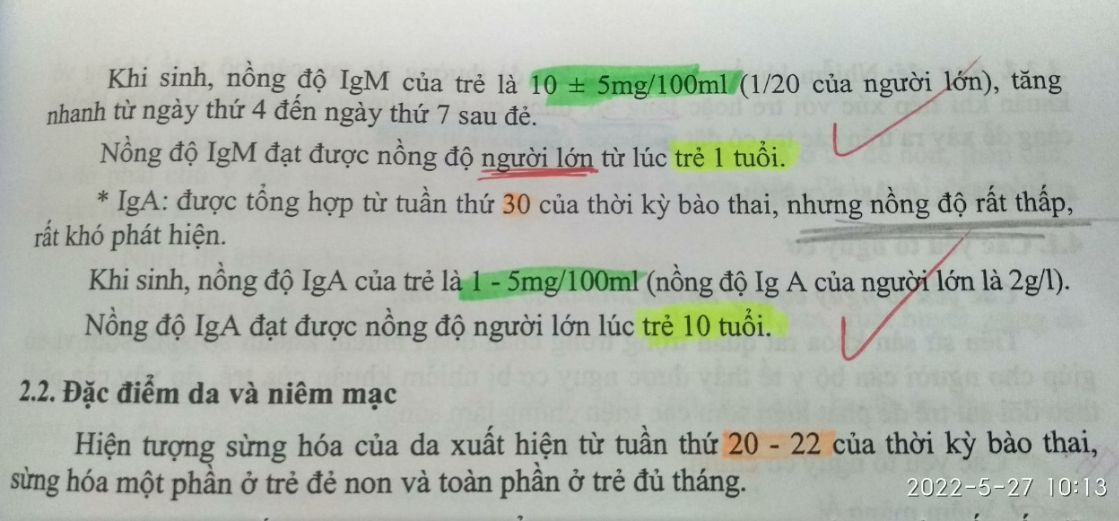 Khi sinh, nồng độ IgM của trẻ là 10 ± 5mg/100ml (1/20 của người lớn), tăng
nhanh từ ngày thứ 4 đến ngày thứ 7 sau đẻ.
Nồng độ IgM đạt được nồng độ người lớn từ lúc trẻ 1 tuổi.
* IgA: được tổng hợp từ tuần thứ 30 của thời kỳ bào thai, nhưng nồng độ rất thấp,
rất khó phát hiện.
Khi sinh, nồng độ IgA của trẻ là 1 - 5mg/100ml (nồng độ Ig A của người lớn là 2g/l).
Nồng độ IgA đạt được nồng độ người lớn lúc trẻ 10 tuổi.
2.2. Đặc điểm da và niêm mạc
Hiện tượng sừng hóa của da xuất hiện từ tuần thứ 20 - 22 của thời kỳ bào thai,
sừng hóa một phần ở trẻ đẻ non và toàn phần ở trẻ đủ tháng.
2022-5-27 10:13